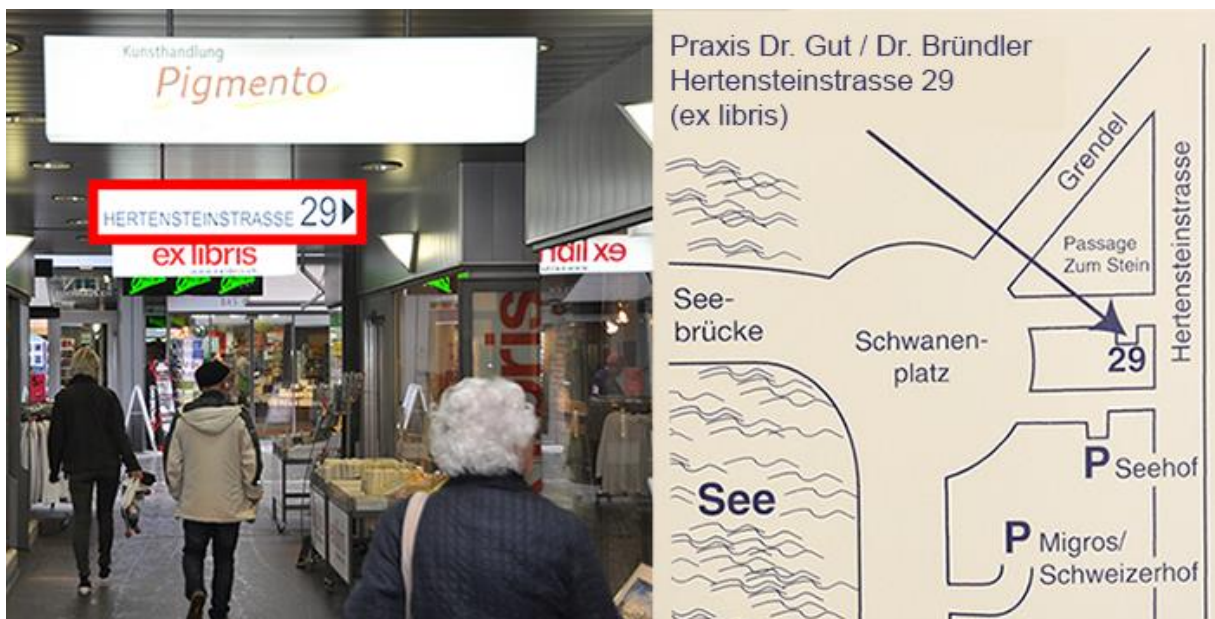 Kunsthandlung
Pigmento
HERTENSTEINSTRASSE 29
ex libris
ex libris
Praxis Dr. Gut / Dr. Bründler
Hertensteinstrasse 29
(ex libris)
Grendel
Hertensteinstrasse
Passage
Zum Stein
See-
brücke
Schwanen-
platz
29
P Seehof
See
P Migros/
Schweizerhof